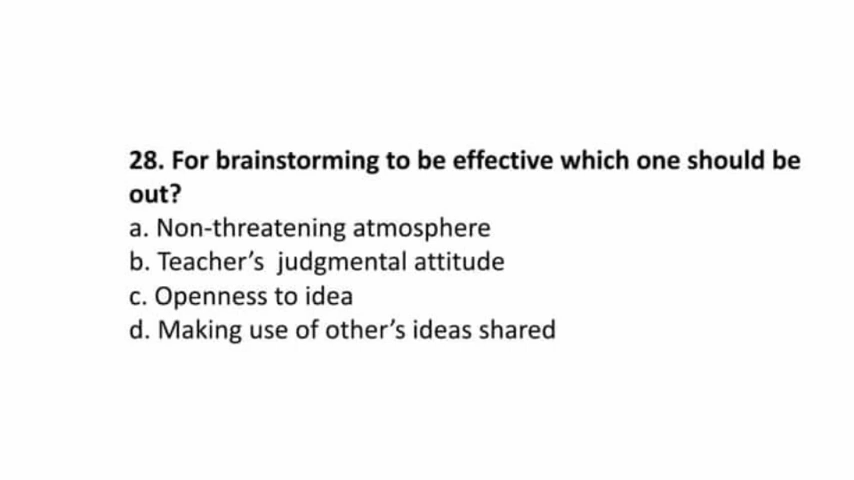 28. For brainstorming to be effective which one should be
out?
a. Non-threatening atmosphere
b. Teacher’s judgmental attitude
c. Openness to idea
d. Making use of other’s ideas shared